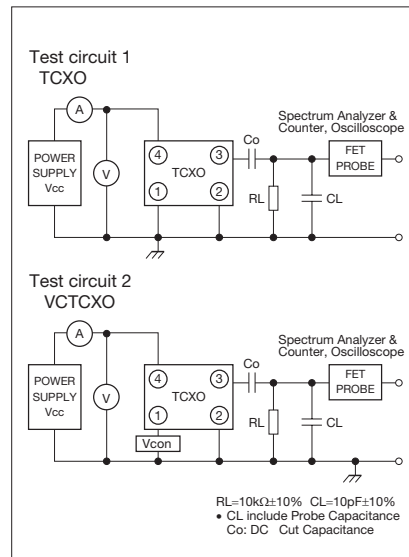 Test circuit 1
TCXO
A
POWER
SUPPLY
Vcc
V
4
3
TCXO
1
2
Co
RL
CL
Spectrum Analyzer &
Counter, Oscilloscope
FET
PROBE
Test circuit 2
VCTCXO
A
POWER
SUPPLY
Vcc
V
4
3
TCXO
1
2
Vcon
Co
RL
CL
Spectrum Analyzer &
Counter, Oscilloscope
FET
PROBE
RL=10kΩ±10% CL=10pF±10%
• CL include Probe Capacitance
Co: DC Cut Capacitance